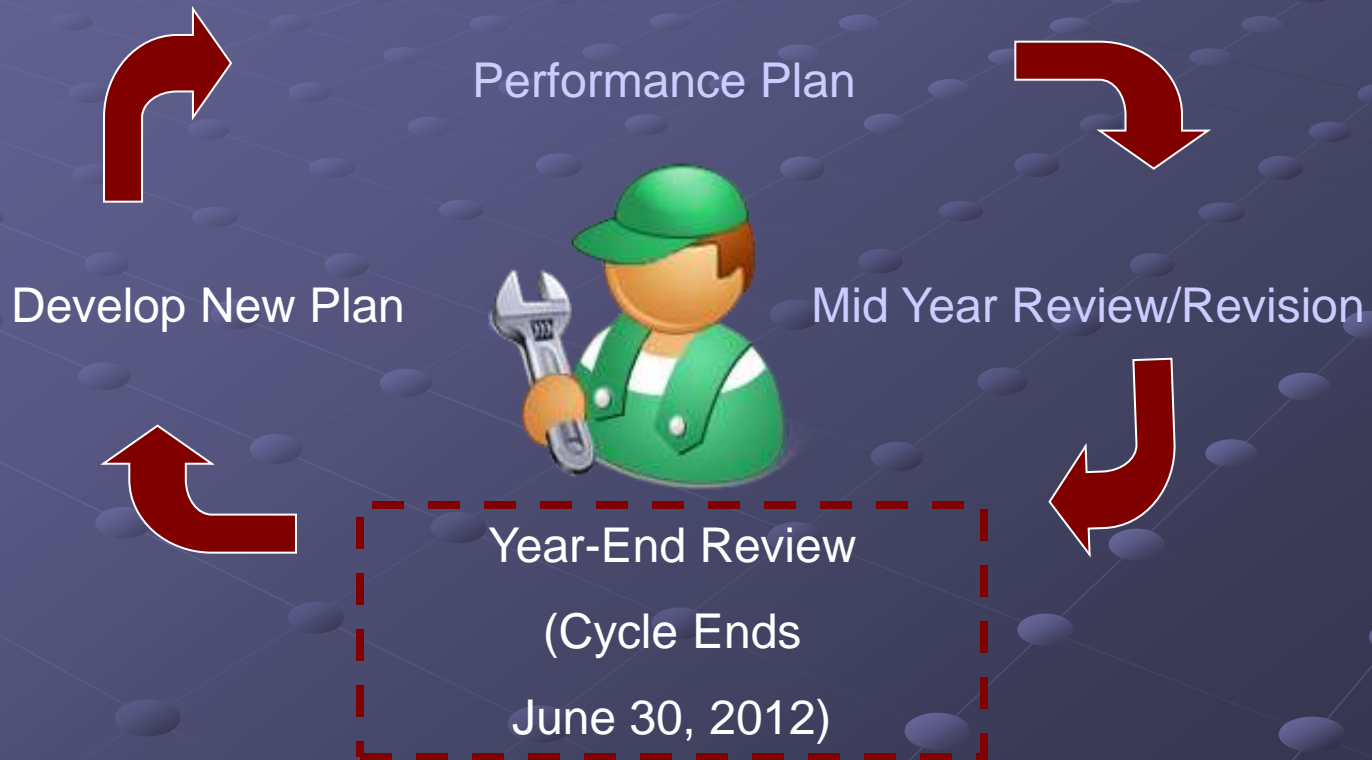 Performance Plan
Develop New Plan
Mid Year Review/Revision
Year-End Review
(Cycle Ends
June 30, 2012)